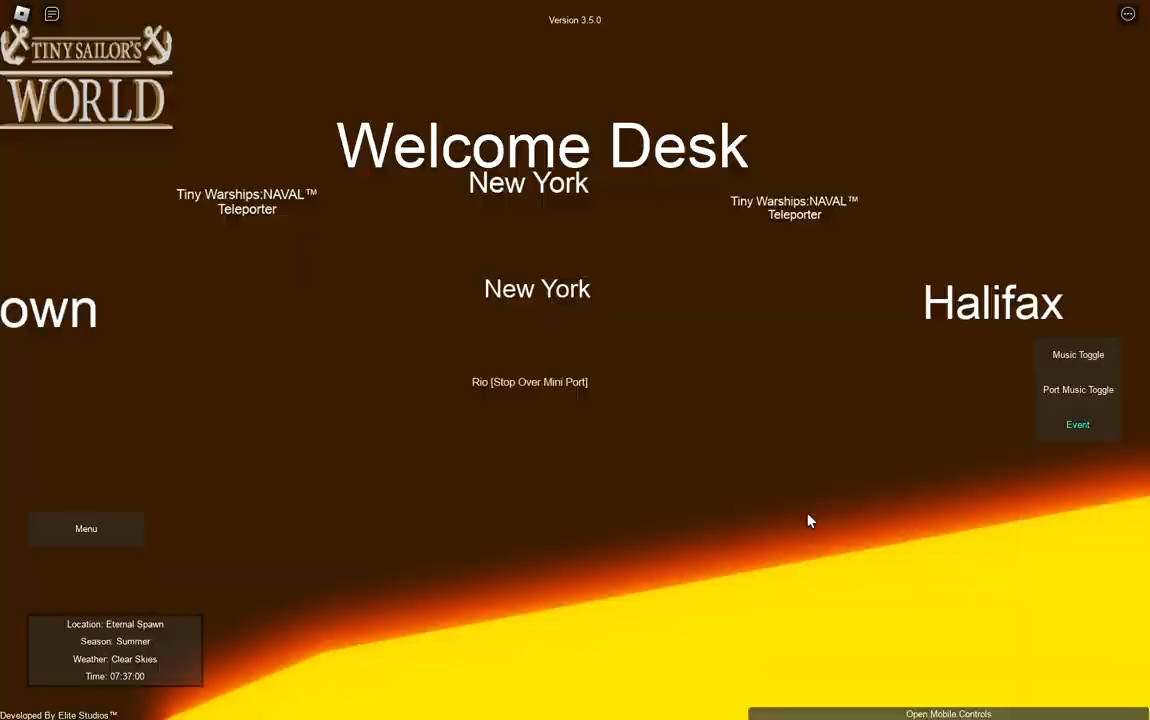 Version 3.5.0
TINY SAILOR'S
WORLD
Welcome Desk
New York
Tiny Warships:NAVAL™
Teleporter
Tiny Warships:NAVAL™
Teleporter
New York
own
Halifax
Music Toggle
Rio [Stop Over Mini Port]
Port Music Toggle
Event
Menu
Location: Eternal Spawn
Season: Summer
Weather: Clear Skies
Time: 07:37:00
Developed By Elite Studios™
Open Mobile Controls